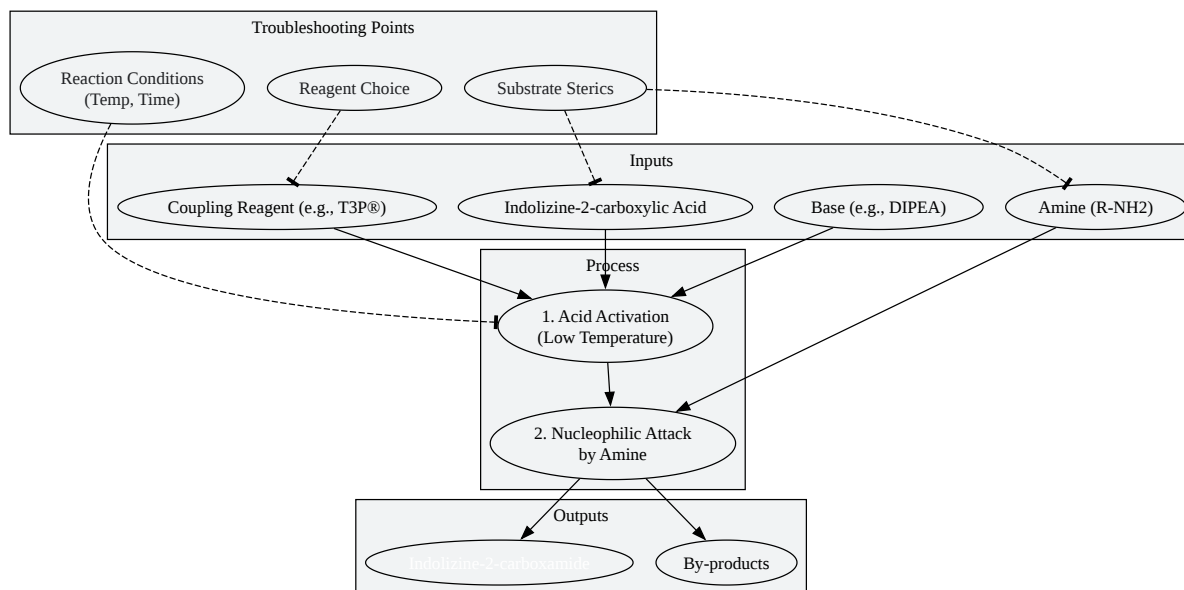 Troubleshooting Points
Reaction Conditions
(Temp, Time)
Reagent Choice
Substrate Sterics
Inputs
Coupling Reagent (e.g., T3P®)
Indolizine-2-carboxylic Acid
Base (e.g., DIPEA)
Amine (R-NH2)
Process
1. Acid Activation
(Low Temperature)
2. Nucleophilic Attack
by Amine
Outputs
Indolizine-2-carboxamide
By-products